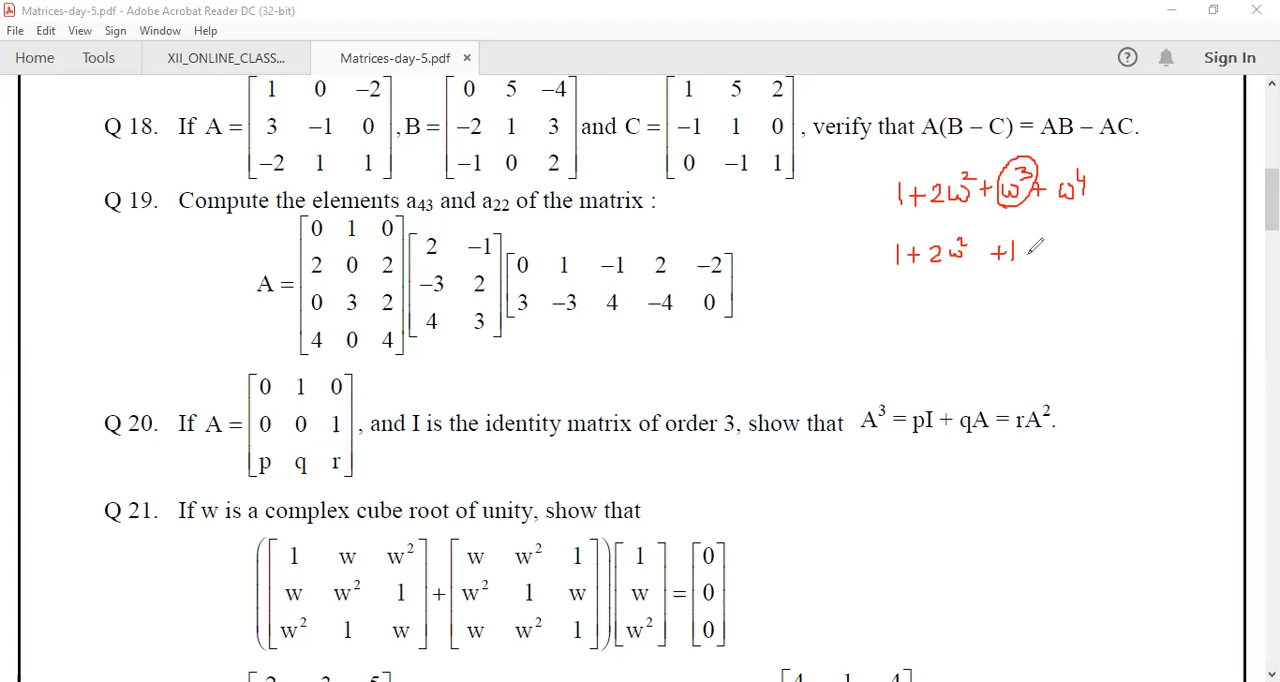 Matrices-day-5.pdf - Adobe Acrobat Reader DC (32-bit)
File Edit View Sign Window Help
Home Tools XII_ONLINE_CLASS... Matrices-day-5.pdf × Sign In
Q 18. If A = [1 0 −2; 3 −1 0; −2 1 1], B = [0 5 −4; −2 1 3; −1 0 2] and C = [1 5 2; −1 1 0; 0 −1 1], verify that A(B – C) = AB – AC.
1+2ω²+ω³+ω⁴
Q 19. Compute the elements a₄₃ and a₂₂ of the matrix :
1+2ω² +1
A = [0 1 0; 2 0 2; 0 3 2; 4 0 4] [2 −1; −3 2; 4 3] [0 1 −1 2 −2; 3 −3 4 −4 0]
Q 20. If A = [0 1 0; 0 0 1; p q r], and I is the identity matrix of order 3, show that A³ = pI + qA = rA².
Q 21. If w is a complex cube root of unity, show that
([1 w w²; w w² 1; w² 1 w] + [w w² 1; w² 1 w; w w² 1]) [1; w; w²] = [0; 0; 0]